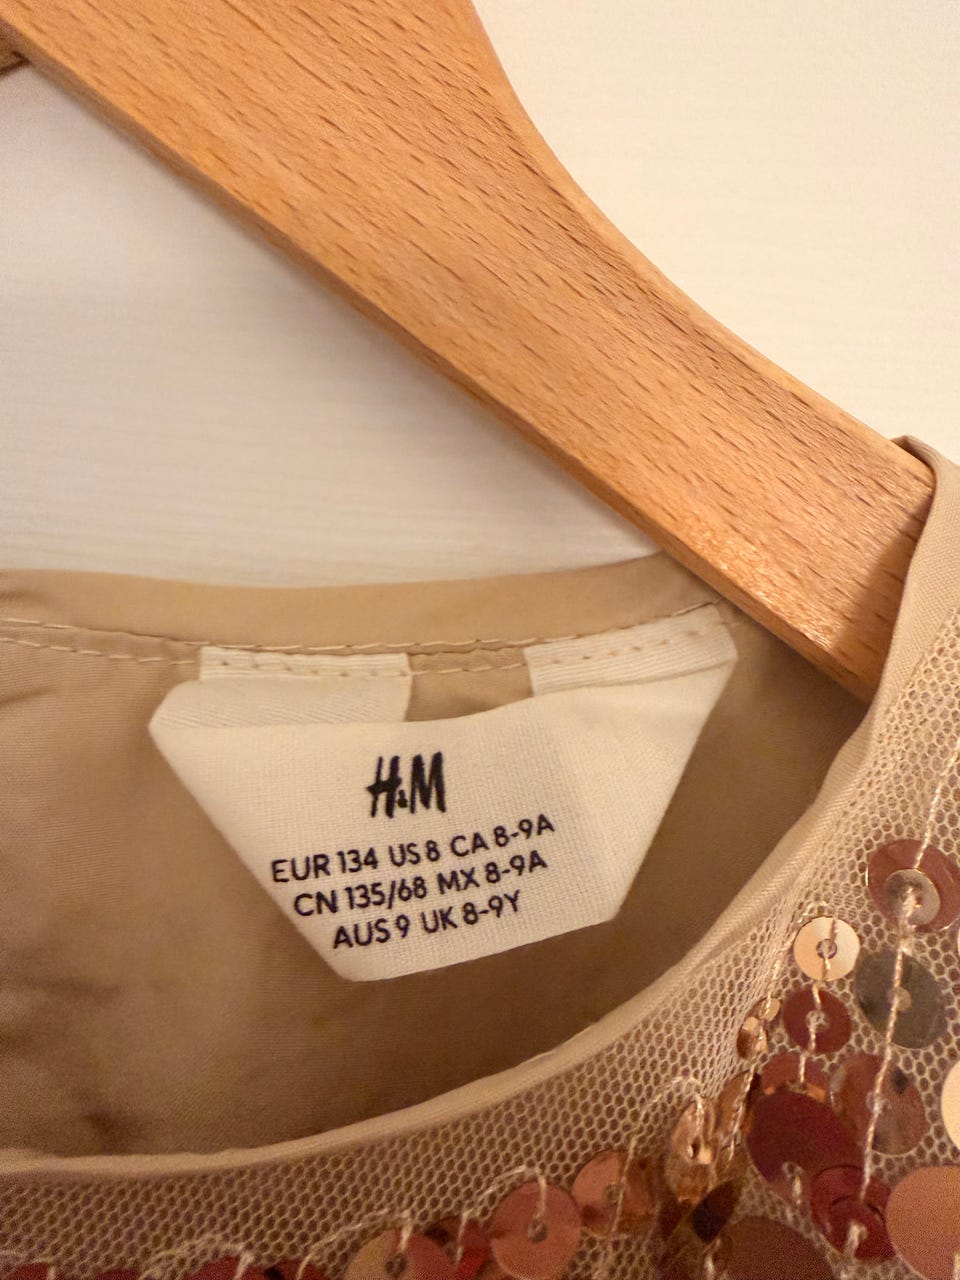 H&M
EUR 134 US 8 CA 8-9A
CN 135/68 MX 8-9A
AUS 9 UK 8-9Y